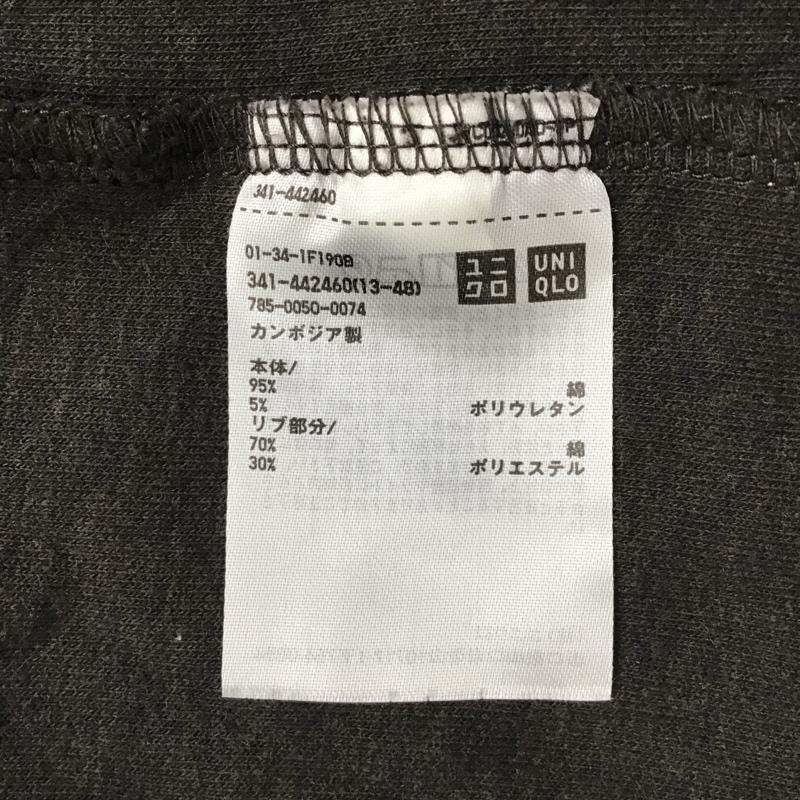 341-442460
01-34-1F190B
341-442460(13-48)
785-0050-0074
カンボジア製
ユニ
クロ
UNI
QLO
本体/
95% 綿
5% ポリウレタン
リブ部分/
70% 綿
30% ポリエステル